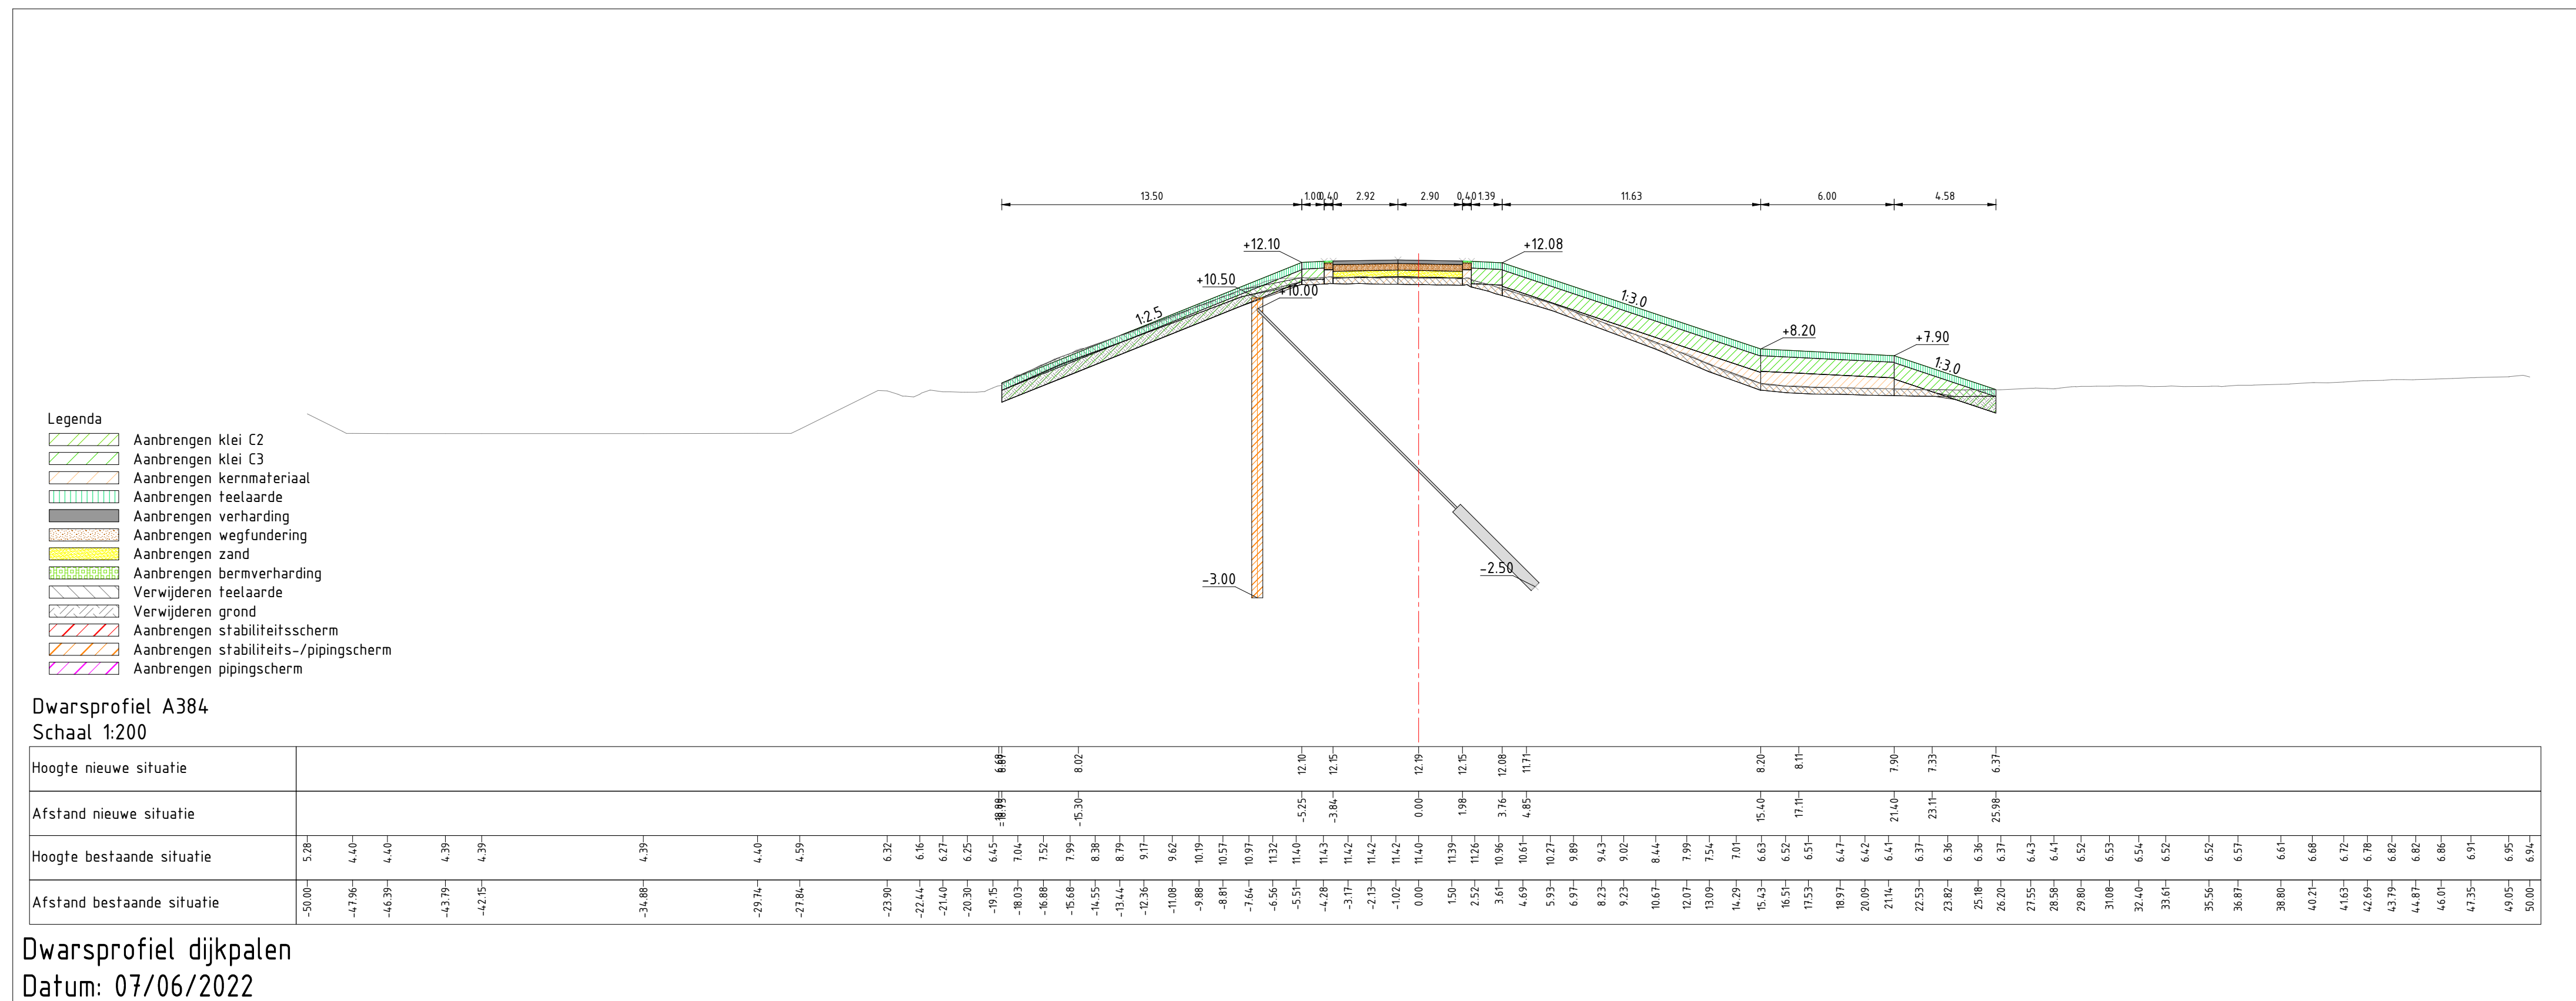 13.50 1.00 0.40 2.92 2.90 0.40 1.39 11.63 6.00 4.58
+12.10 +12.08
+10.50 +10.00
1:2.5 1:3.0
+8.20 +7.90
1:3.0
-3.00 -2.50
Legenda
Aanbrengen klei C2
Aanbrengen klei C3
Aanbrengen kernmateriaal
Aanbrengen teelaarde
Aanbrengen verharding
Aanbrengen wegfundering
Aanbrengen zand
Aanbrengen bermverharding
Verwijderen teelaarde
Verwijderen grond
Aanbrengen stabiliteitsscherm
Aanbrengen stabiliteits-/pipingscherm
Aanbrengen pipingscherm
Dwarsprofiel A384
Schaal 1:200
Hoogte nieuwe situatie 8.02 12.10 12.15 12.19 12.15 12.08 11.71 8.20 8.11 7.90 7.33 6.37
Afstand nieuwe situatie -15.30 -5.25 -3.84 0.00 1.98 3.76 4.85 15.40 17.11 21.40 23.11 25.98
Hoogte bestaande situatie 5.28 4.40 4.40 4.39 4.39 4.39 4.40 4.59 6.32 6.16 6.27 6.25 6.45 7.04 7.52 7.99 8.38 8.79 9.17 9.62 10.19 10.57 10.97 11.32 11.40 11.43 11.42 11.42 11.42 11.40 11.39 11.26 10.96 10.61 10.27 9.89 9.43 9.02 8.44 7.99 7.54 7.01 6.63 6.52 6.51 6.47 6.42 6.41 6.37 6.36 6.36 6.37 6.43 6.41 6.52 6.53 6.54 6.52 6.52 6.57 6.61 6.68 6.72 6.78 6.82 6.82 6.86 6.91 6.95 6.94
Afstand bestaande situatie -50.00 -47.96 -46.39 -43.79 -42.15 -34.88 -29.74 -27.84 -23.90 -22.44 -21.40 -20.30 -19.15 -18.03 -16.88 -15.68 -14.55 -13.44 -12.36 -11.08 -9.88 -8.81 -7.64 -6.56 -5.51 -4.28 -3.17 -2.13 -1.02 0.00 1.50 2.52 3.61 4.69 5.93 6.97 8.23 9.23 10.67 12.07 13.09 14.29 15.43 16.51 17.53 18.97 20.09 21.14 22.53 23.82 25.18 26.20 27.55 28.58 29.80 31.08 32.40 33.61 35.56 36.87 38.80 40.21 41.63 42.69 43.79 44.87 46.01 47.35 49.05 50.00
Dwarsprofiel dijkpalen
Datum: 07/06/2022